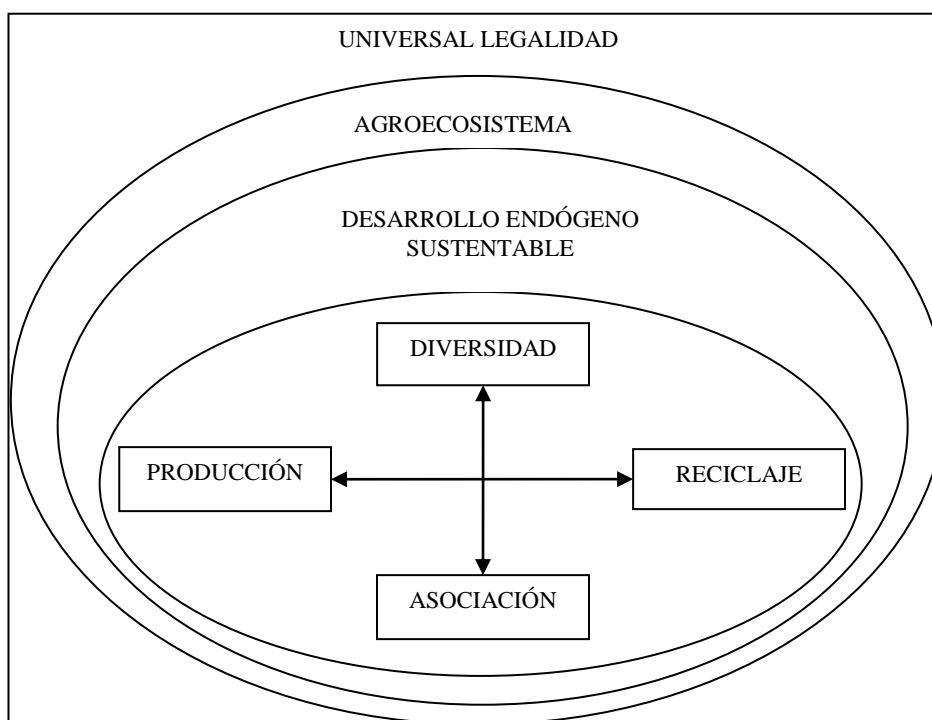 UNIVERSAL LEGALIDAD
AGROECOSISTEMA
DESARROLLO ENDÓGENO
SUSTENTABLE
DIVERSIDAD
PRODUCCIÓN
RECICLAJE
ASOCIACIÓN